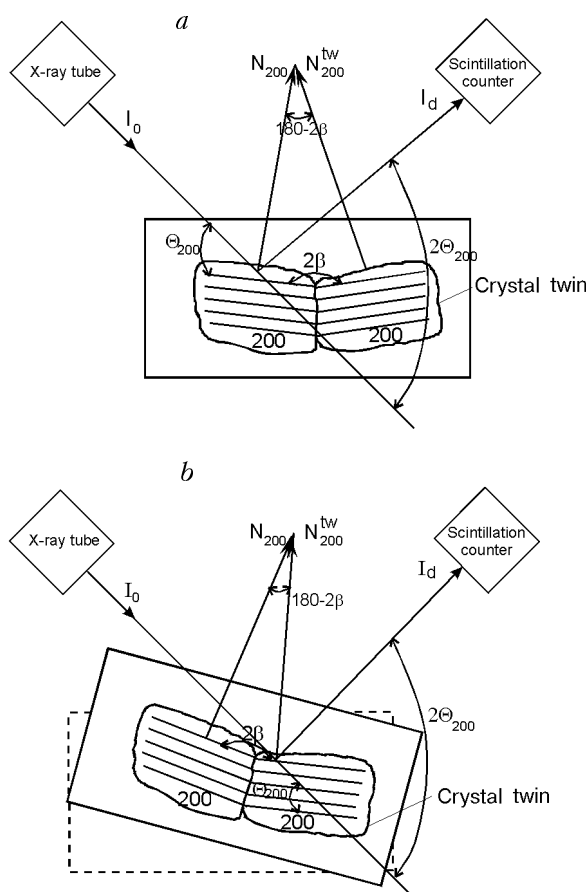 a
X-ray tube
Scintillation
counter
N200 N200tw
I0
Id
180-2β
Θ200
2β
2Θ200
Crystal twin
200 200
b
X-ray tube
Scintillation
counter
N200 N200tw
I0
Id
180-2β
2β
2Θ200
Θ200
200 200
Crystal twin